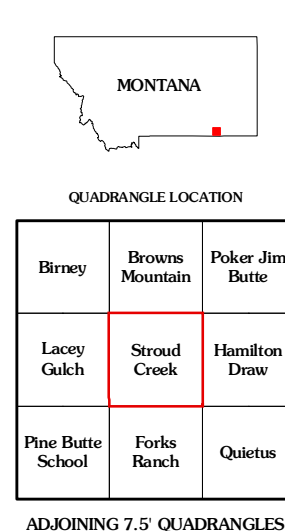 MONTANA
QUADRANGLE LOCATION
Birney
Browns
Mountain
Poker Jim
Butte
Lacey
Gulch
Stroud
Creek
Hamilton
Draw
Pine Butte
School
Forks
Ranch
Quietus
ADJOINING 7.5' QUADRANGLES